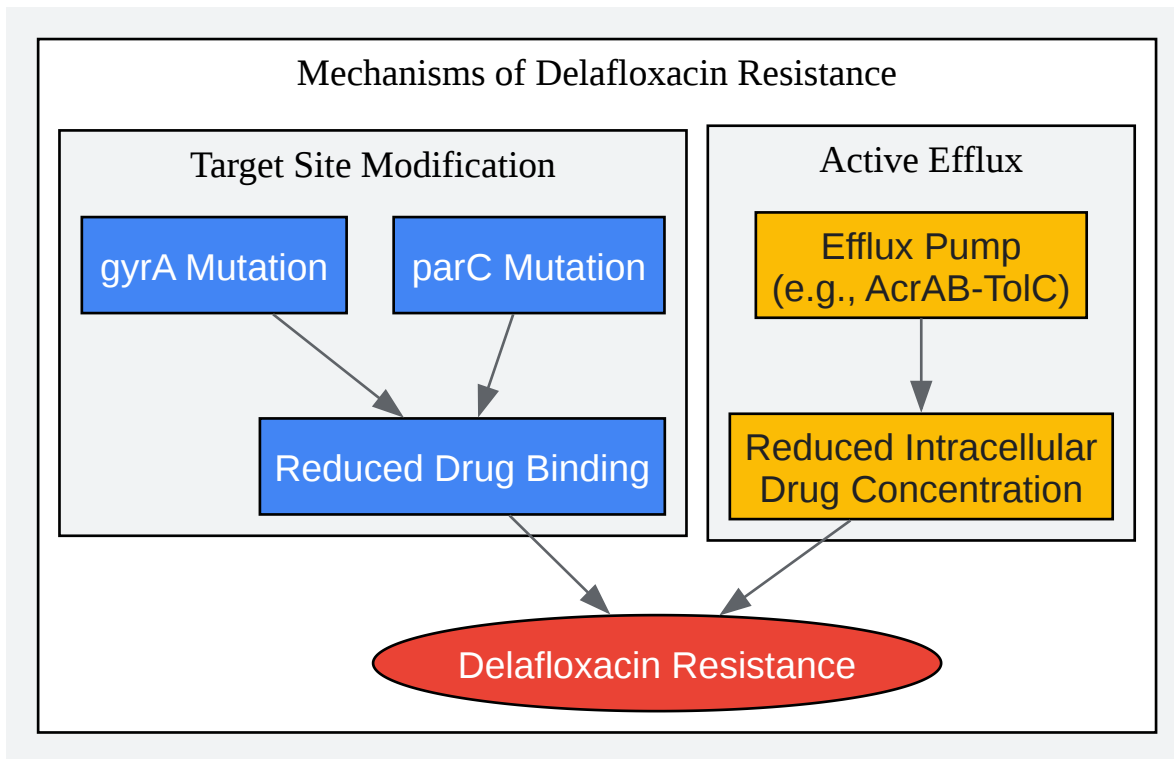 Mechanisms of Delafloxacin Resistance
Target Site Modification
gyrA Mutation
parC Mutation
Reduced Drug Binding
Active Efflux
Efflux Pump
(e.g., AcrAB-TolC)
Reduced Intracellular
Drug Concentration
Delafloxacin Resistance